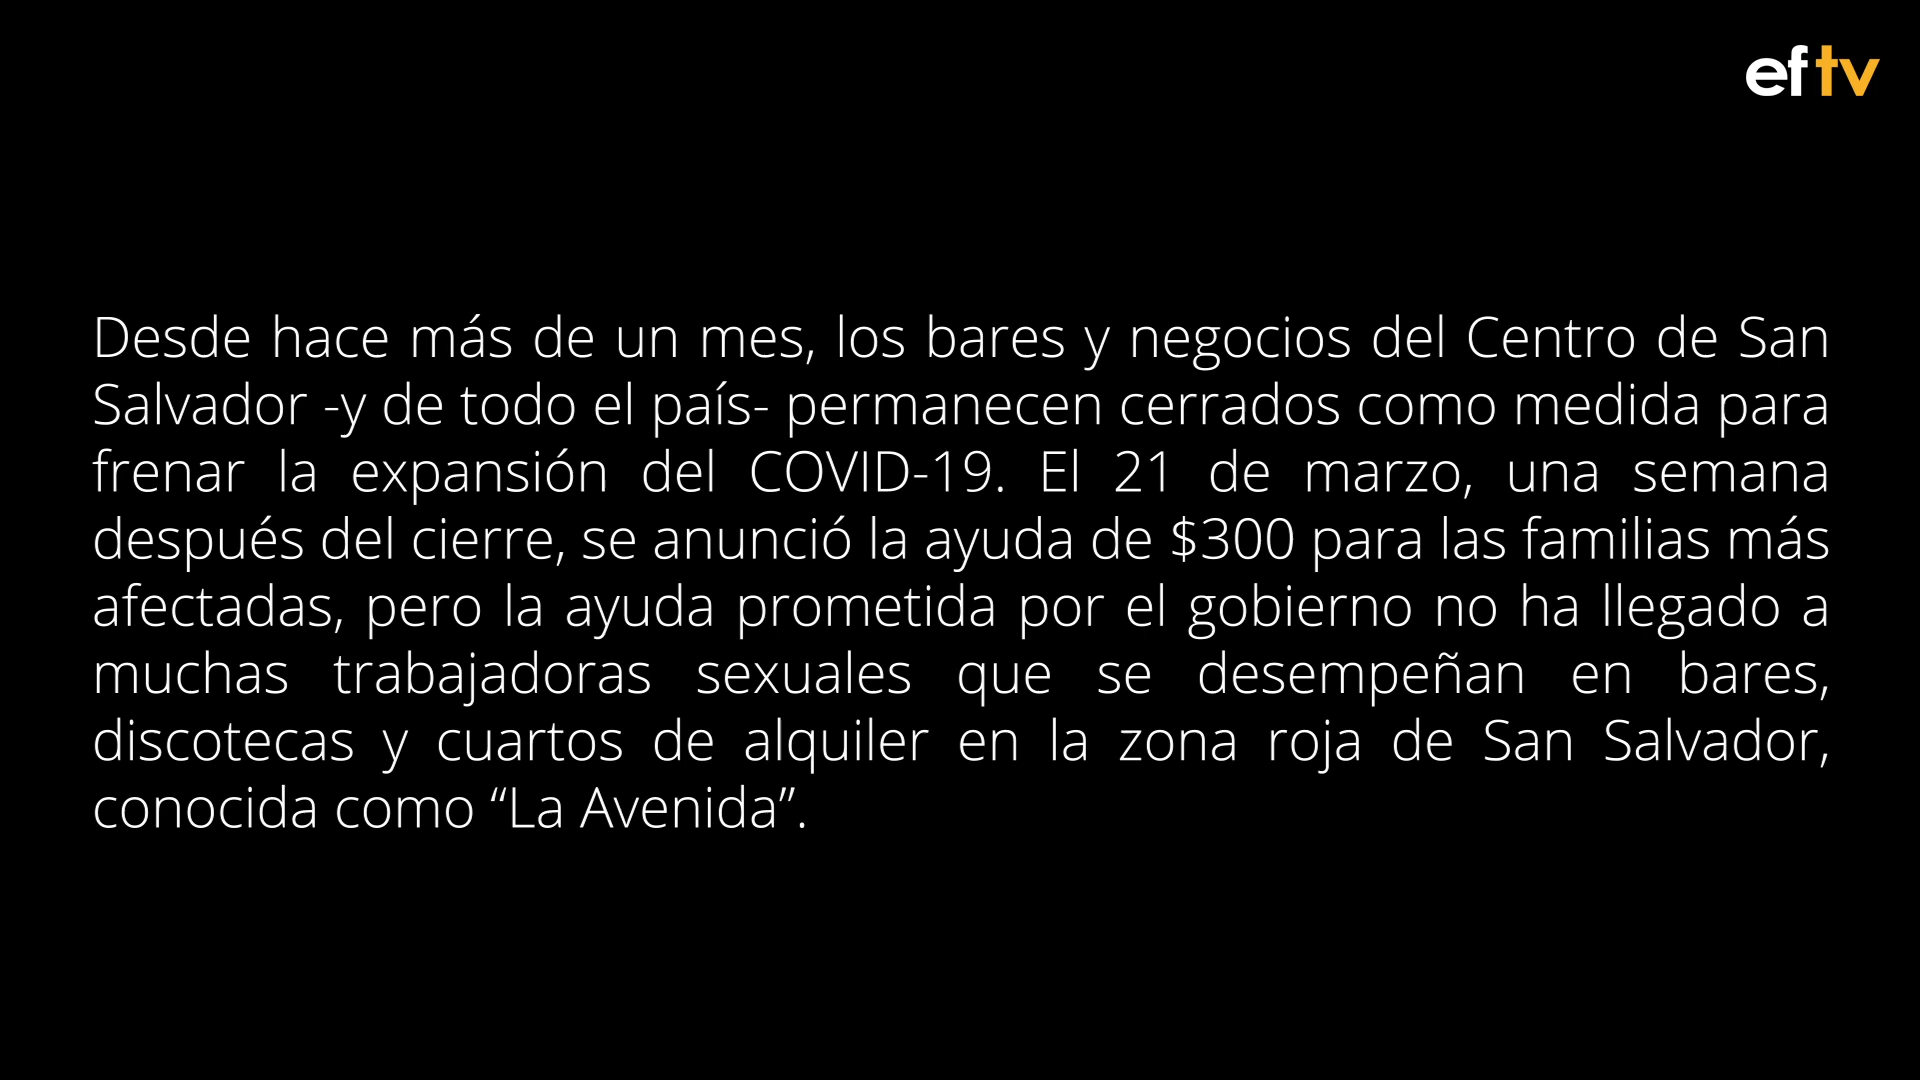 ef tv
Desde hace más de un mes, los bares y negocios del Centro de San
Salvador -y de todo el país- permanecen cerrados como medida para
frenar la expansión del COVID-19. El 21 de marzo, una semana
después del cierre, se anunció la ayuda de $300 para las familias más
afectadas, pero la ayuda prometida por el gobierno no ha llegado a
muchas trabajadoras sexuales que se desempeñan en bares,
discotecas y cuartos de alquiler en la zona roja de San Salvador,
conocida como “La Avenida”.